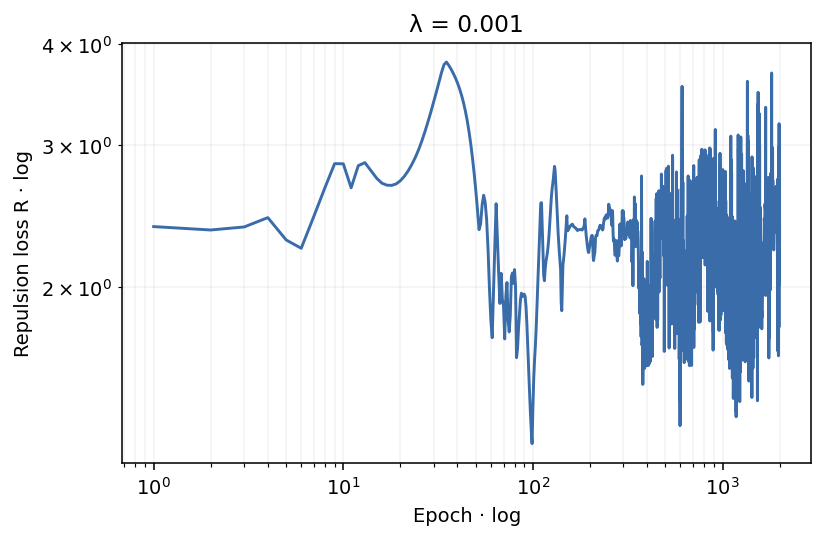 λ = 0.001
4 × 10⁰
3 × 10⁰
2 × 10⁰
Repulsion loss R · log
10⁰ 10¹ 10² 10³
Epoch · log